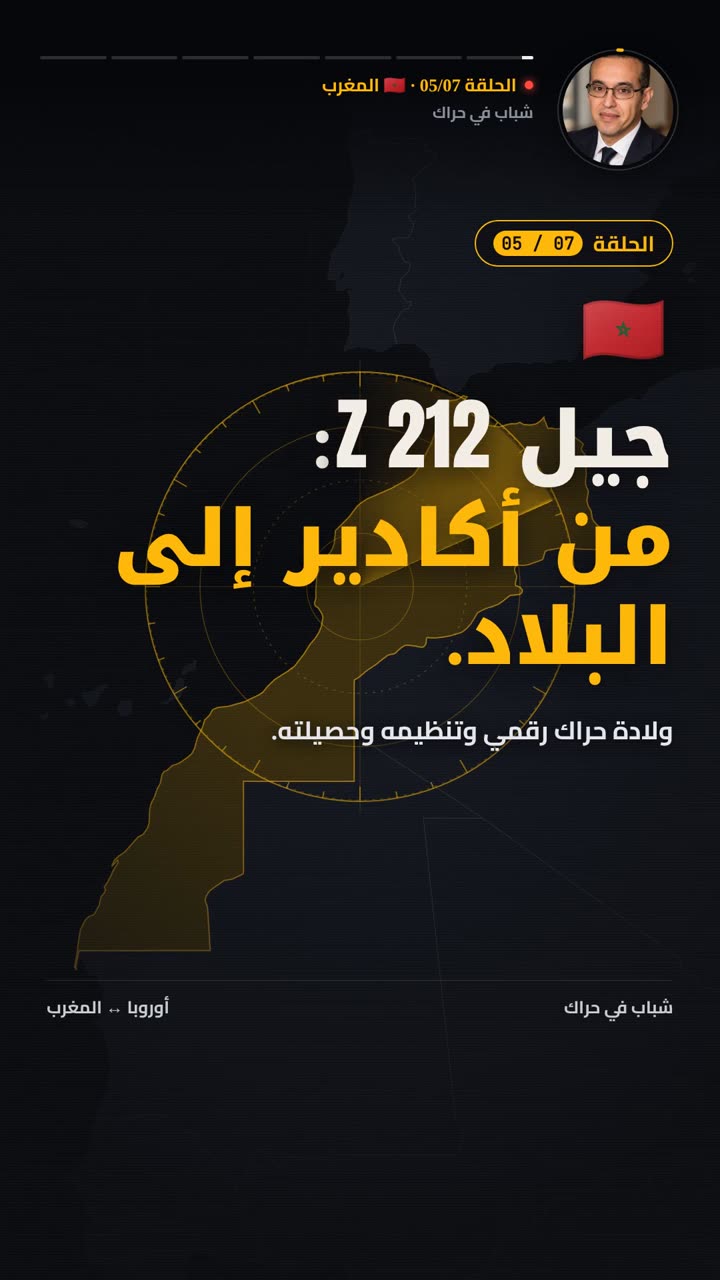 الحلقة 05/07 · 🇲🇦 المغرب
شباب في حراك
الحلقة 07 / 05
جيل Z 212:
من أكادير إلى
البلاد.
ولادة حراك رقمي وتنظيمه وحصيلته.
شباب في حراك
أوروبا ↔ المغرب